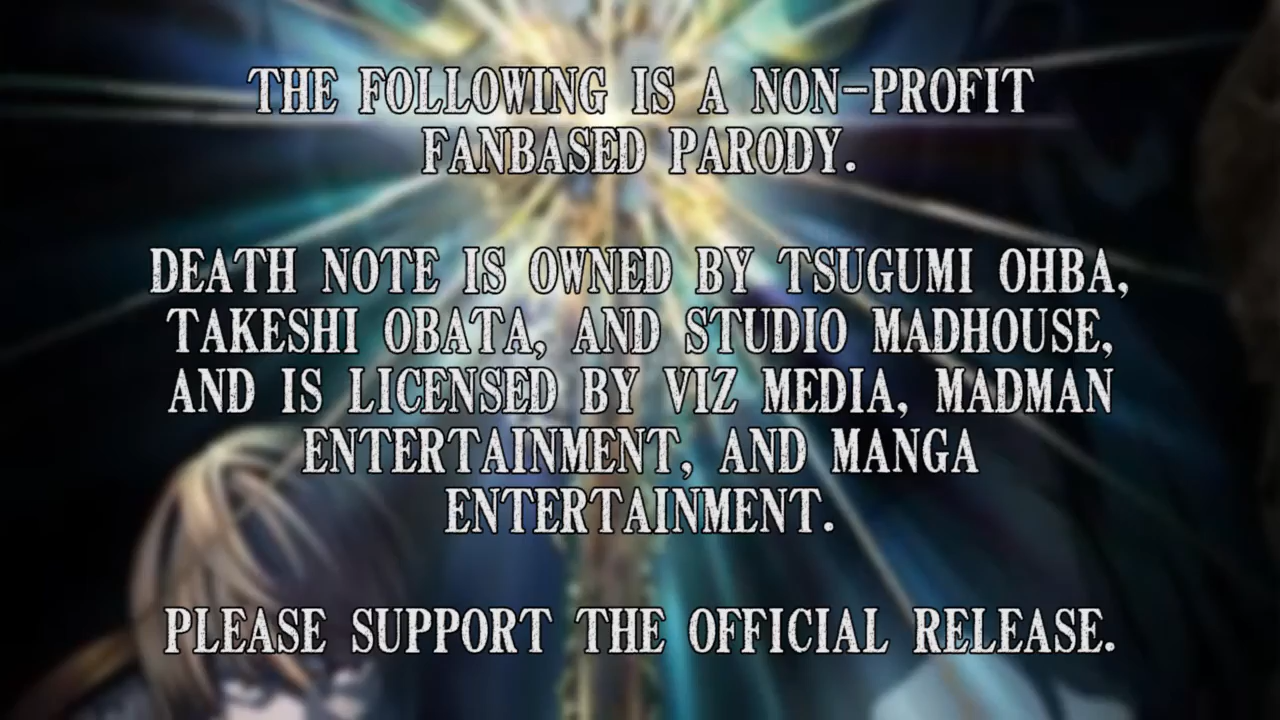 THE FOLLOWING IS A NON-PROFIT
FANBASED PARODY.
DEATH NOTE IS OWNED BY TSUGUMI OHBA,
TAKESHI OBATA, AND STUDIO MADHOUSE,
AND IS LICENSED BY VIZ MEDIA, MADMAN
ENTERTAINMENT, AND MANGA
ENTERTAINMENT.
PLEASE SUPPORT THE OFFICIAL RELEASE.